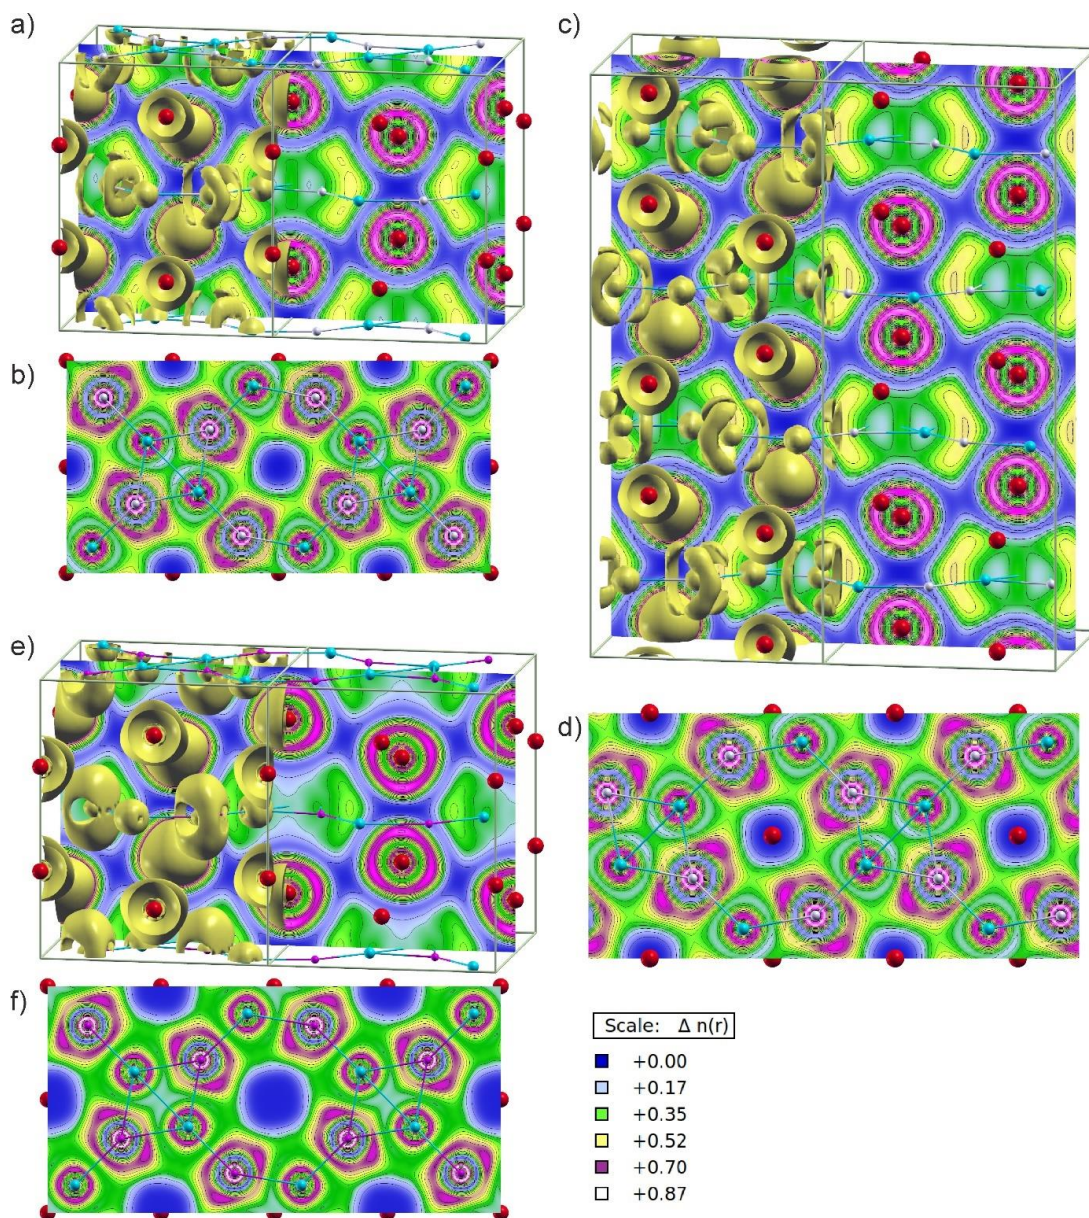 a)
c)
b)
e)
d)
f)
Scale: Δ n(r)
+0.00
+0.17
+0.35
+0.52
+0.70
+0.87